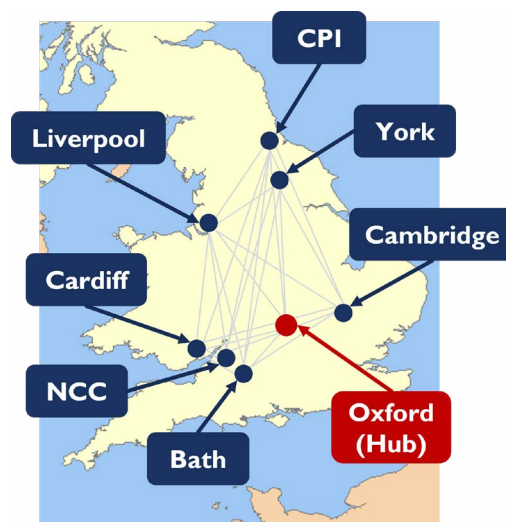 CPI
York
Liverpool
Cambridge
Cardiff
NCC
Oxford
(Hub)
Bath